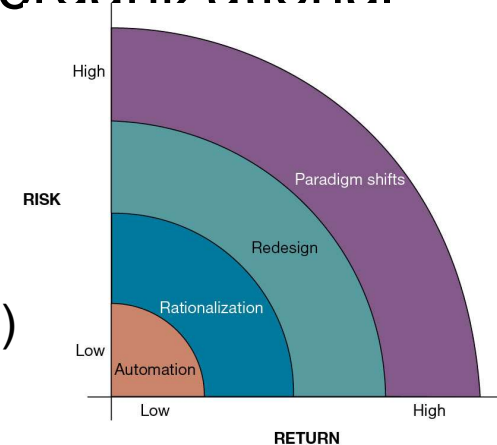 High
Paradigm shifts
RISK
Redesign
Rationalization
)
Low
Automation
Low
High
RETURN